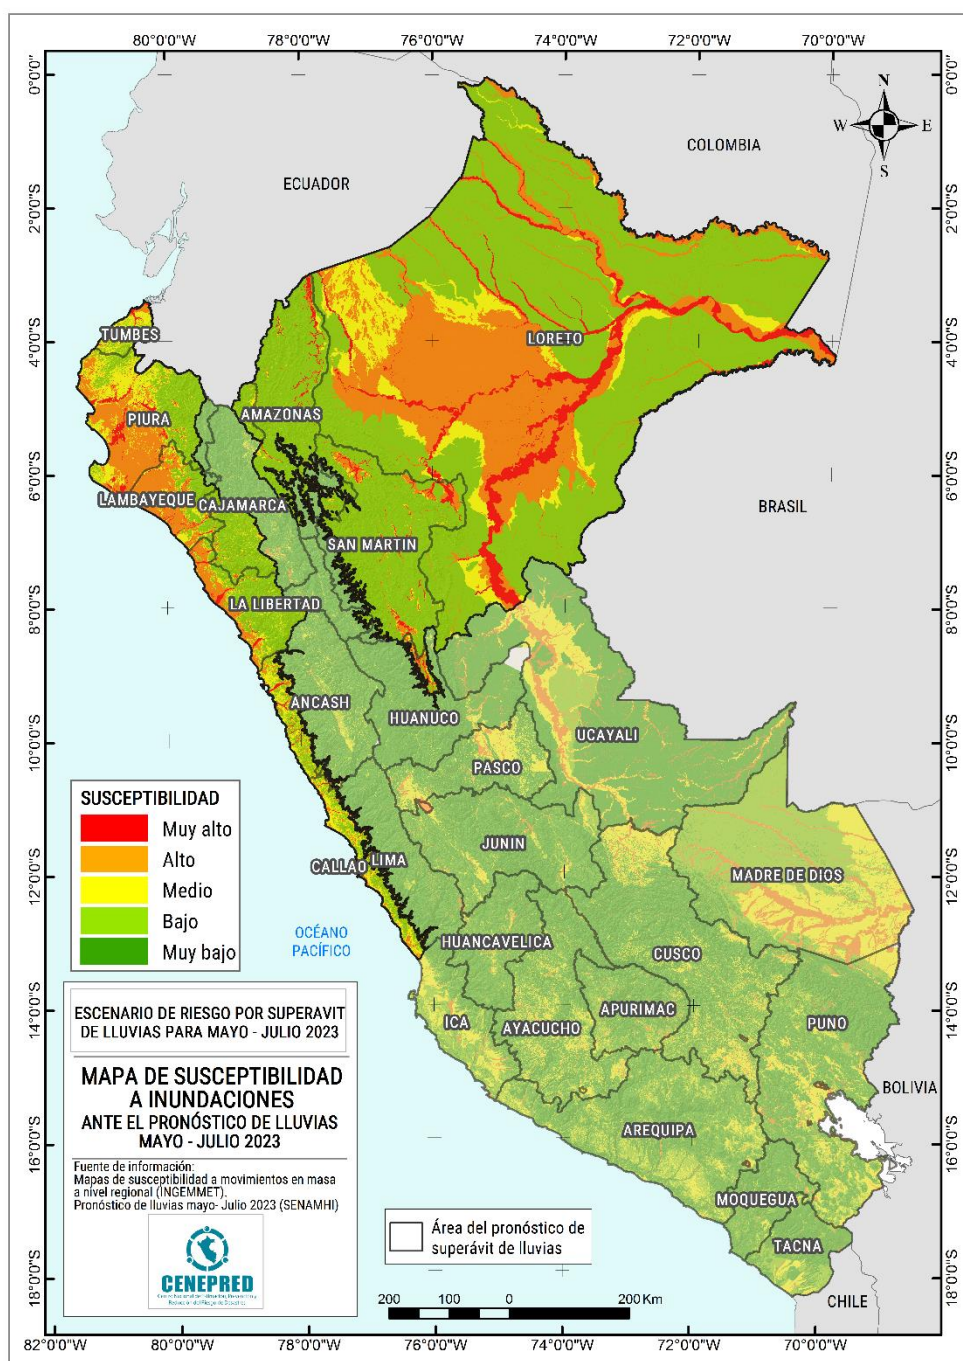 80°0'0"W 78°0'0"W 76°0'0"W 74°0'0"W 72°0'0"W 70°0'0"W
0°0'0"
2°0'0"S
4°0'0"S
6°0'0"S
8°0'0"S
10°0'0"S
12°0'0"S
14°0'0"S
16°0'0"S
18°0'0"S
0°0'0"
2°0'0"S
4°0'0"S
6°0'0"S
8°0'0"S
10°0'0"S
12°0'0"S
14°0'0"S
16°0'0"S
18°0'0"S
N
W E
S
COLOMBIA
ECUADOR
TUMBES
LORETO
PIURA
AMAZONAS
LAMBAYEQUE
CAJAMARCA
BRASIL
SAN MARTIN
LA LIBERTAD
ANCASH
HUANUCO
UCAYALI
PASCO
JUNIN
CALLAO
LIMA
MADRE DE DIOS
OCÉANO
PACÍFICO
HUANCAVELICA
CUSCO
APURIMAC
ICA
AYACUCHO
PUNO
BOLIVIA
AREQUIPA
MOQUEGUA
TACNA
CHILE
SUSCEPTIBILIDAD
Muy alto
Alto
Medio
Bajo
Muy bajo
ESCENARIO DE RIESGO POR SUPERAVIT
DE LLUVIAS PARA MAYO - JULIO 2023
MAPA DE SUSCEPTIBILIDAD
A INUNDACIONES
ANTE EL PRONÓSTICO DE LLUVIAS
MAYO - JULIO 2023
Fuente de información:
Mapas de susceptibilidad a movimientos en masa
a nivel regional (INGEMMET).
Pronóstico de lluvias mayo- Julio 2023 (SENAMHI)
CENEPRED
Centro Nacional de Estimación, Prevención y
Reducción del Riesgo de Desastres
Área del pronóstico de
superávit de lluvias
200 100 0 200 Km
82°0'0"W 80°0'0"W 78°0'0"W 76°0'0"W 74°0'0"W 72°0'0"W 70°0'0"W